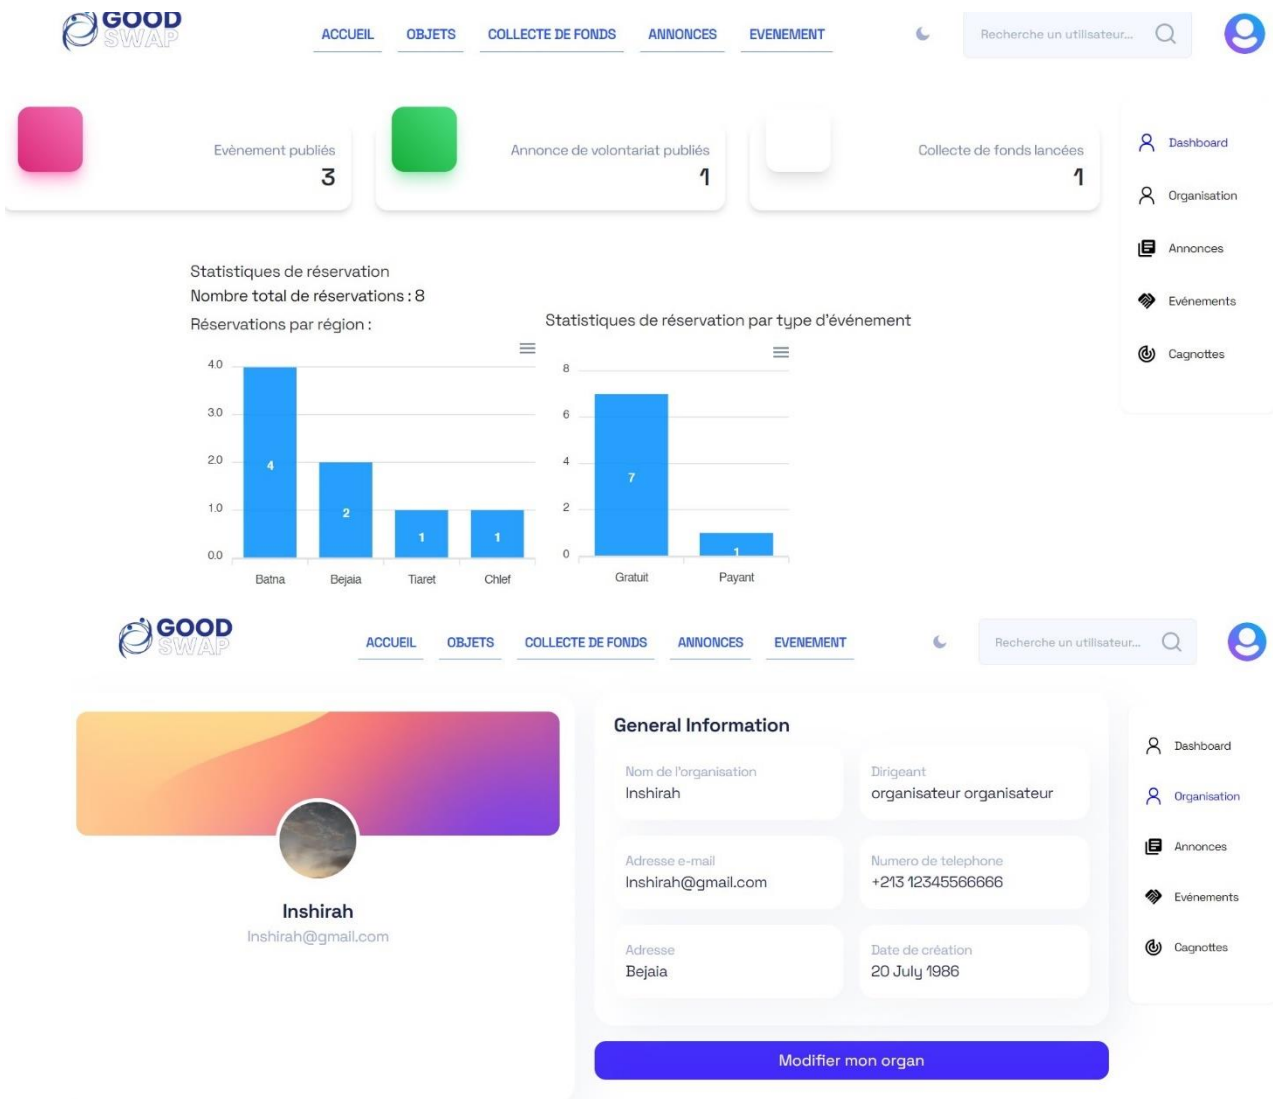 GOOD
SWAP
ACCUEIL OBJETS COLLECTE DE FONDS ANNONCES EVENEMENT
Recherche un utilisateur...
Evènement publiés
3
Annonce de volontariat publiés
1
Collecte de fonds lancées
1
Dashboard
Organisation
Annonces
Evénements
Cagnottes
Statistiques de réservation
Nombre total de réservations : 8
Réservations par région :
4.0
3.0
2.0
1.0
0.0
4
2
1
1
Batna Bejaia Tiaret Chlef
Statistiques de réservation par type d'événement
8
6
4
2
0
7
1
Gratuit Payant
GOOD
SWAP
ACCUEIL OBJETS COLLECTE DE FONDS ANNONCES EVENEMENT
Recherche un utilisateur...
Inshirah
Inshirah@gmail.com
General Information
Nom de l'organisation
Inshirah
Dirigeant
organisateur organisateur
Adresse e-mail
Inshirah@gmail.com
Numero de telephone
+213 12345566666
Adresse
Bejaia
Date de création
20 July 1986
Modifier mon organ
Dashboard
Organisation
Annonces
Evénements
Cagnottes